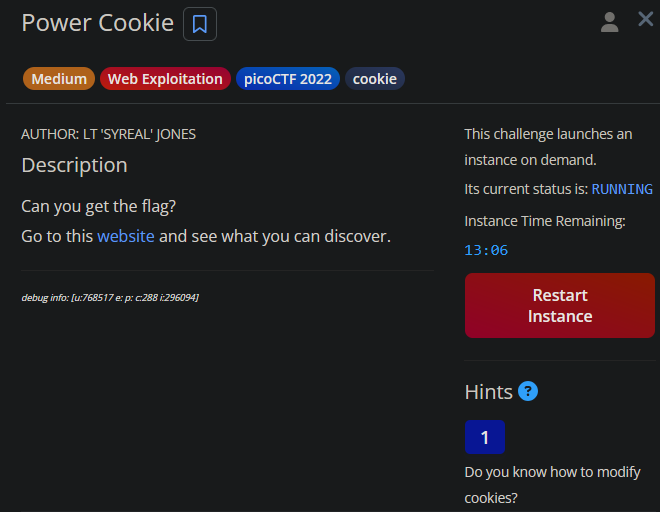 Power Cookie
Medium
Web Exploitation
picoCTF 2022
cookie
AUTHOR: LT 'SYREAL' JONES
Description
Can you get the flag?
Go to this website and see what you can discover.
debug info: [u:768517 e: p: c:288 i:296094]
This challenge launches an
instance on demand.
Its current status is: RUNNING
Instance Time Remaining:
13:06
Restart
Instance
Hints ?
1
Do you know how to modify
cookies?